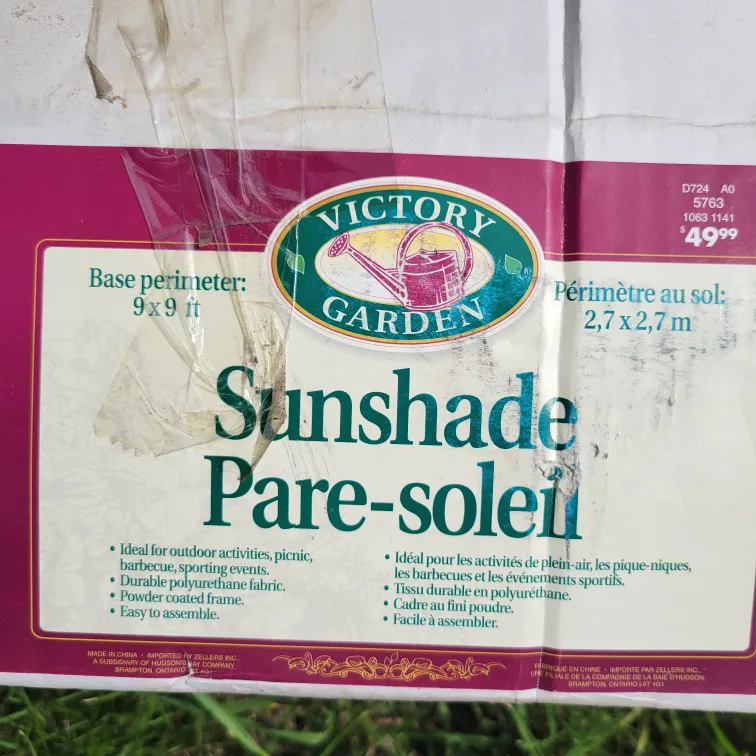 D724 A0
5763
1063 1141
$49⁹⁹
VICTORY
GARDEN
Base perimeter:
9 x 9 ft
Périmètre au sol:
2,7 x 2,7 m
Sunshade
Pare-soleil
• Ideal for outdoor activities, picnic,
barbecue, sporting events.
• Durable polyurethane fabric.
• Powder coated frame.
• Easy to assemble.
• Idéal pour les activités de plein-air, les pique-niques,
les barbecues et les événements sportifs.
• Tissu durable en polyuréthane.
• Cadre au fini poudre.
• Facile à assembler.
MADE IN CHINA • IMPORTED BY ZELLERS INC.,
A SUBSIDIARY OF HUDSON'S BAY COMPANY
BRAMPTON, ONTARIO L6T 4G1
FABRIQUÉ EN CHINE • IMPORTÉ PAR ZELLERS INC.,
UNE FILIALE DE LA COMPAGNIE DE LA BAIE D'HUDSON
BRAMPTON, ONTARIO L6T 4G1